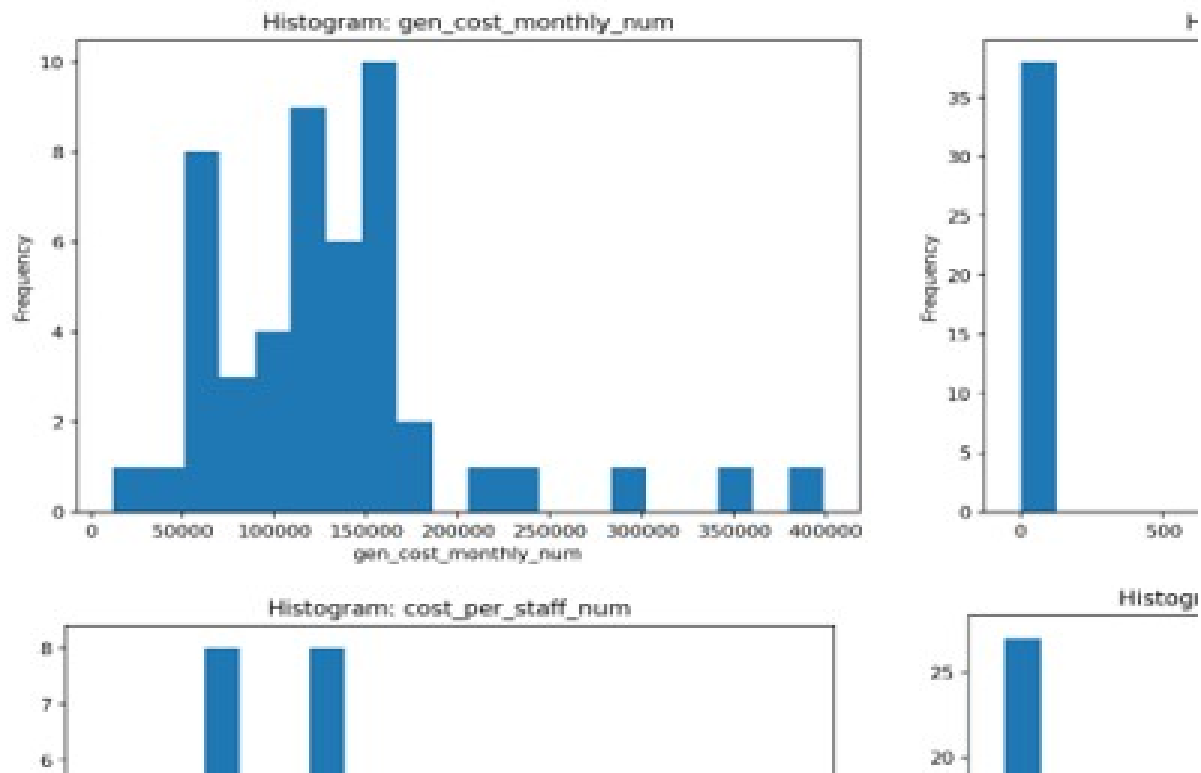 Histogram: gen_cost_monthly_num
10
8
6
4
2
0
Frequency
0 50000 100000 150000 200000 250000 300000 350000 400000
gen_cost_monthly_num
H
35
30
25
20
15
10
5
0
Frequency
0 500
Histogram: cost_per_staff_num
8
7
6
Histogr
25
20